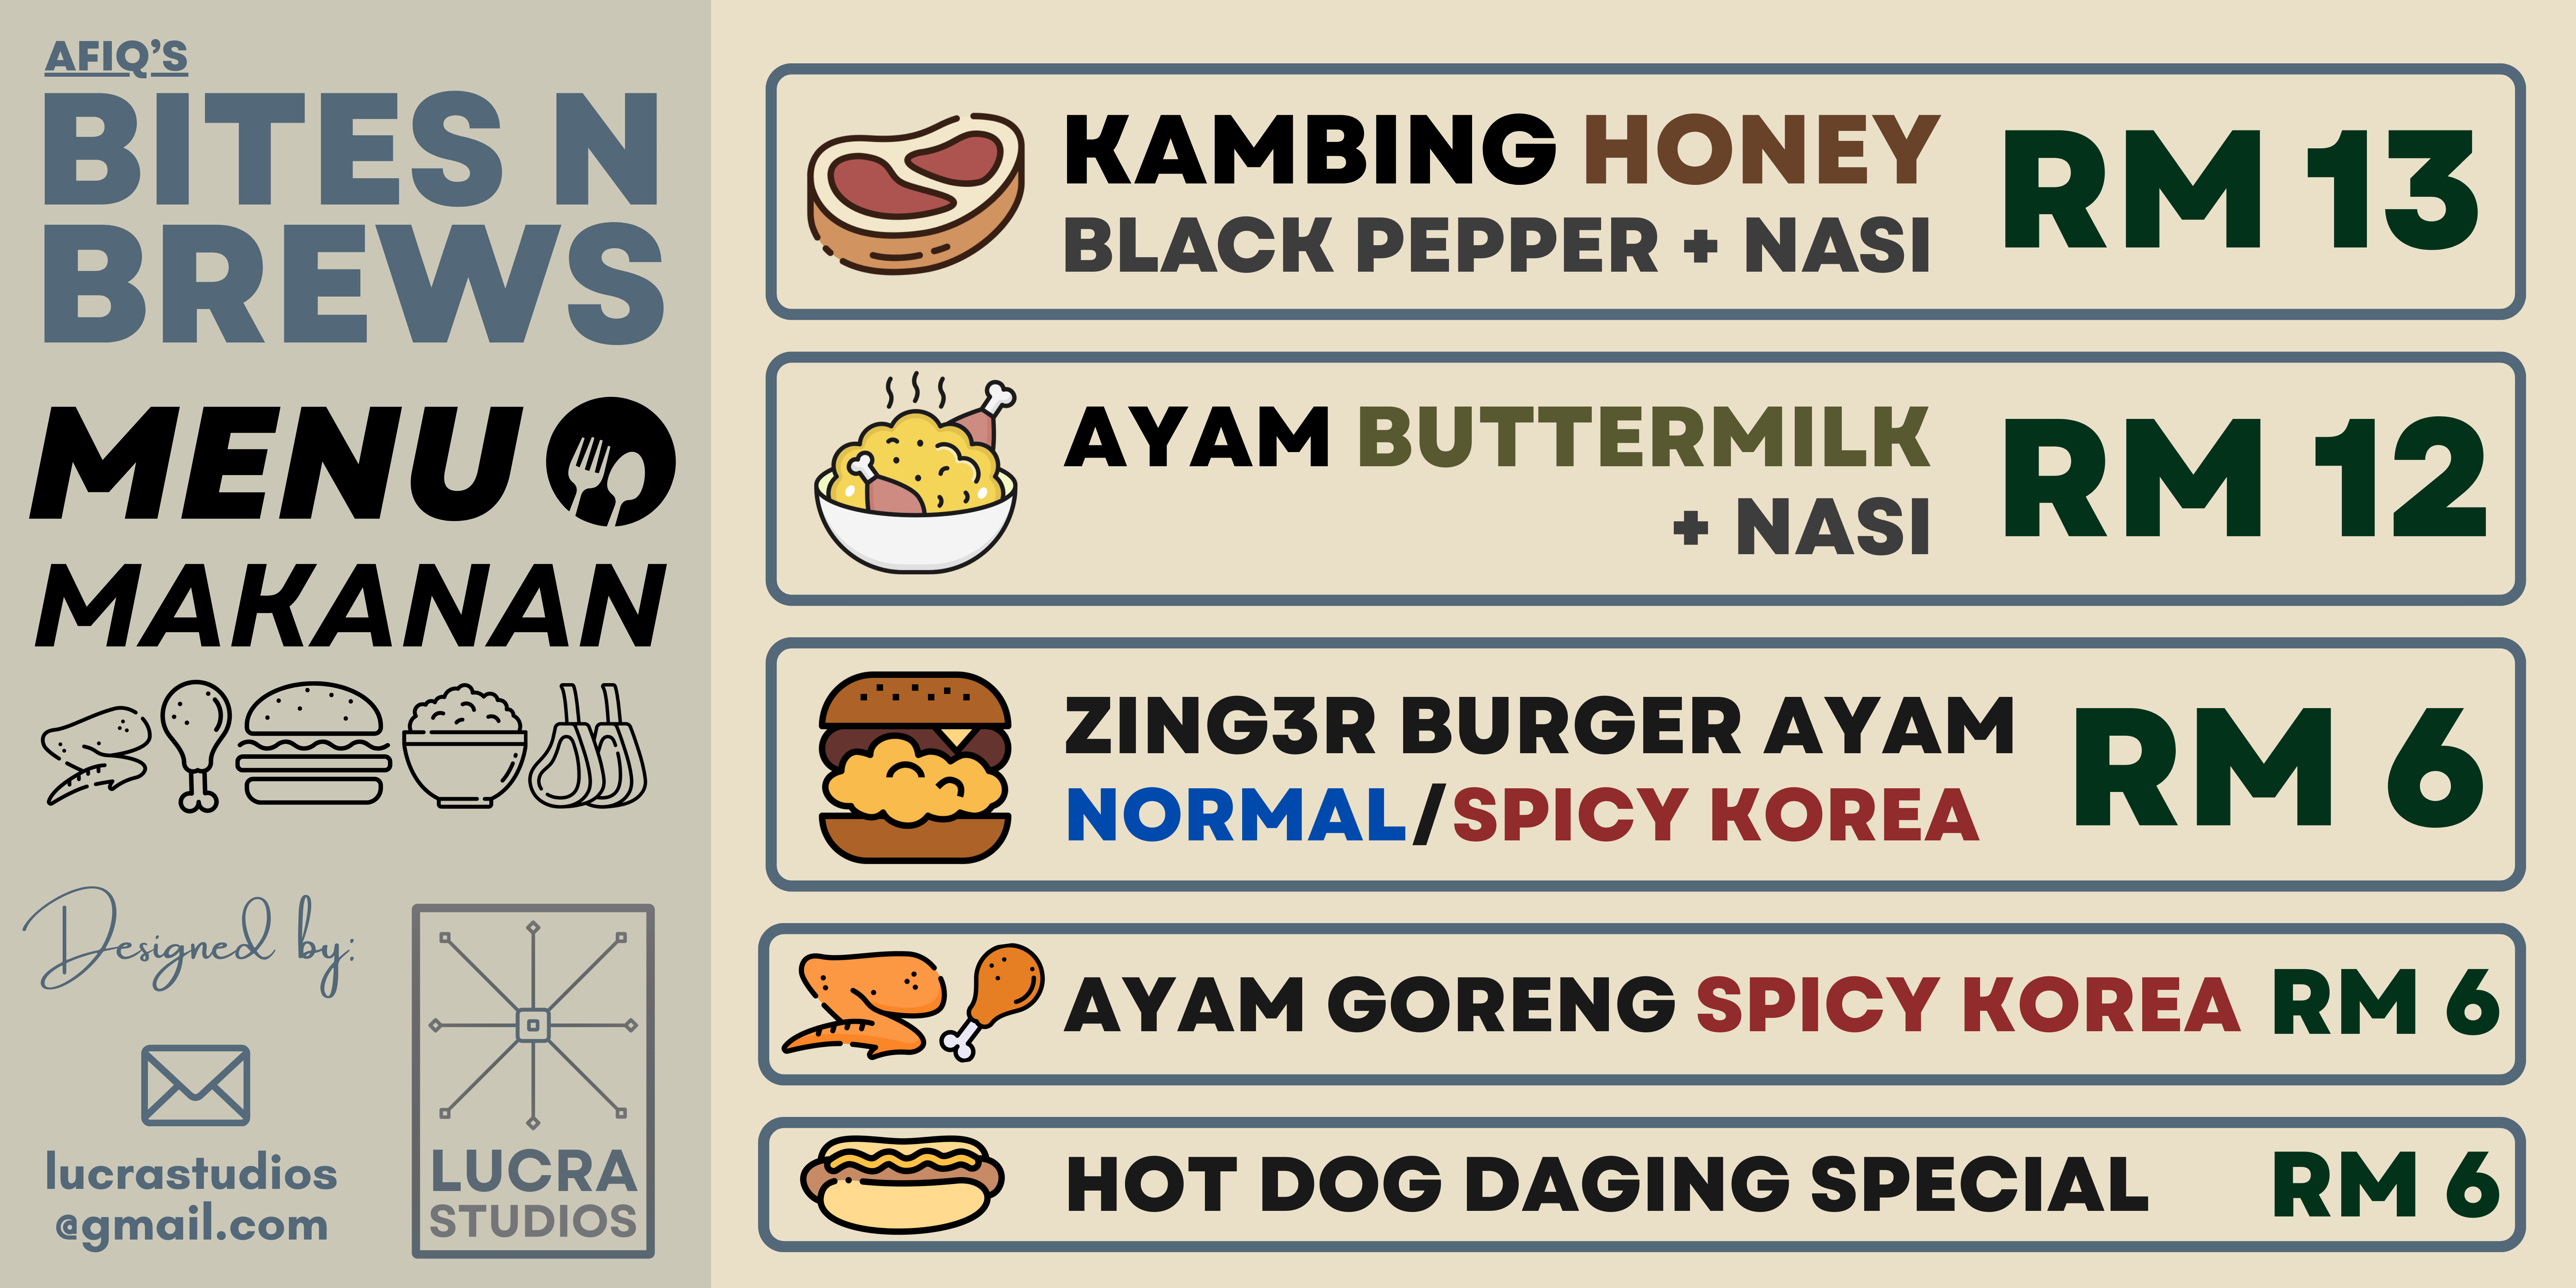 AFIQ'S
BITES N
BREWS
MENU
MAKANAN
Designed by:
lucrastudios
@gmail.com
LUCRA
STUDIOS
KAMBING HONEY
BLACK PEPPER + NASI
RM 13
AYAM BUTTERMILK
+ NASI
RM 12
ZING3R BURGER AYAM
NORMAL/SPICY KOREA
RM 6
AYAM GORENG SPICY KOREA RM 6
HOT DOG DAGING SPECIAL RM 6